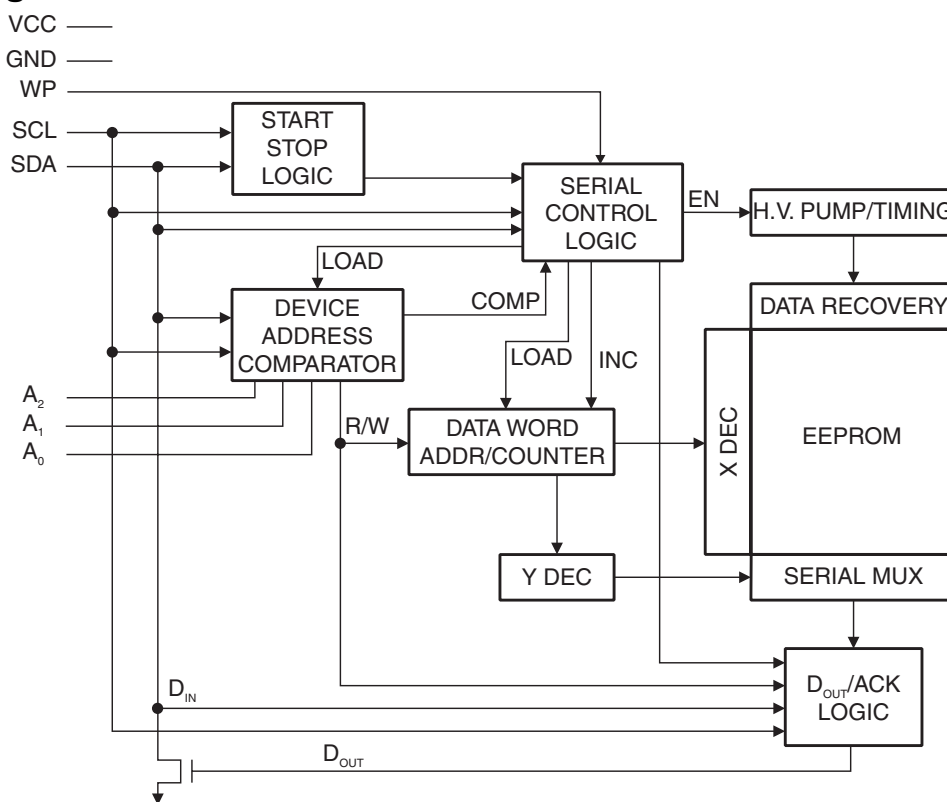 VCC
GND
WP
SCL
SDA
START
STOP
LOGIC
SERIAL
CONTROL
LOGIC
EN
H.V. PUMP/TIMING
LOAD
COMP
DEVICE
ADDRESS
COMPARATOR
DATA RECOVERY
LOAD
INC
A2
A1
A0
R/W
DATA WORD
ADDR/COUNTER
X DEC
EEPROM
Y DEC
SERIAL MUX
DIN
DOUT/ACK
LOGIC
DOUT